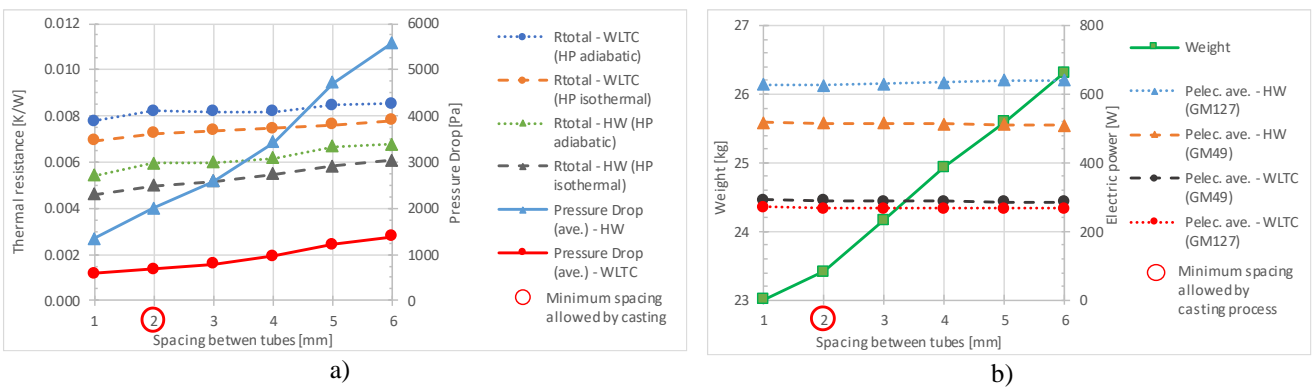 0.012
0.010
0.008
0.006
0.004
0.002
0.000
Thermal resistance [K/W]
6000
5000
4000
3000
2000
1000
0
Pressure Drop [Pa]
1 2 3 4 5 6
Spacing betwen tubes [mm]
Rtotal - WLTC
(HP adiabatic)
Rtotal - WLTC
(HP isothermal)
Rtotal - HW (HP
adiabatic)
Rtotal - HW (HP
isothermal)
Pressure Drop
(ave.) - HW
Pressure Drop
(ave.) - WLTC
Minimum spacing
allowed by casting
a)
27
26
25
24
23
Weight [kg]
800
600
400
200
0
Electric power [W]
1 2 3 4 5 6
Spacing between tubes [mm]
Weight
Pelec. ave. - HW
(GM127)
Pelec. ave. - HW
(GM49)
Pelec. ave. - WLTC
(GM49)
Pelec. ave. - WLTC
(GM127)
Minimum spacing
allowed by
casting process
b)